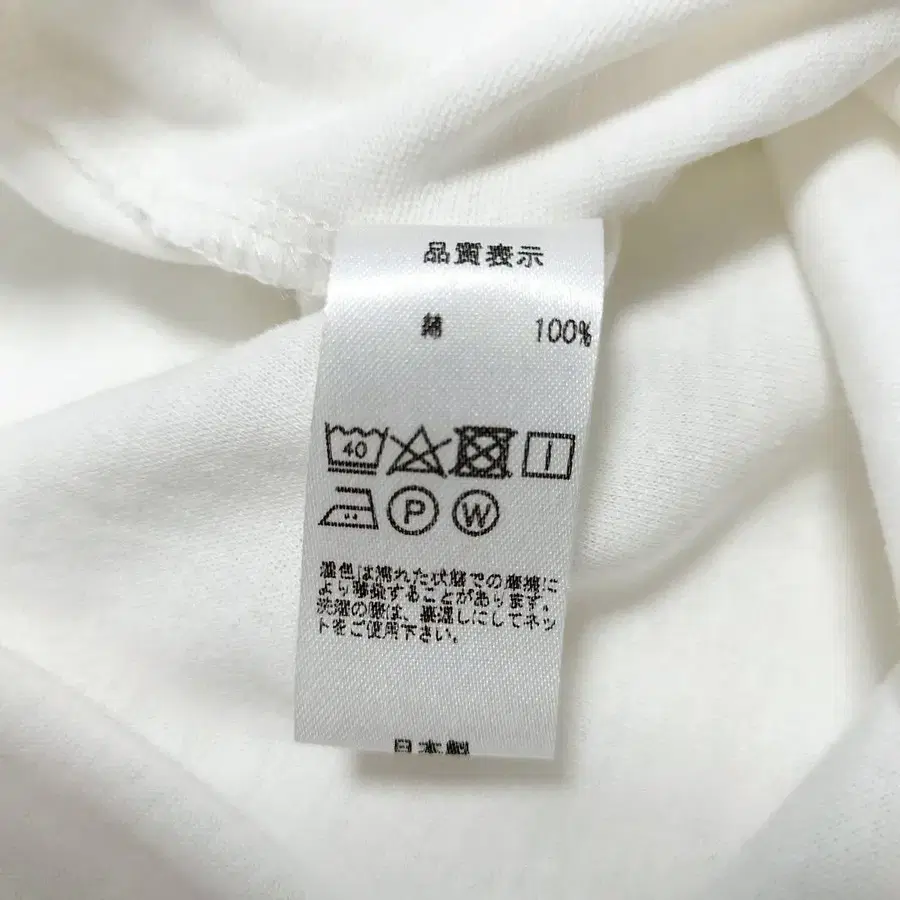 品質表示
綿 100%
40
P W
濃色は濡れた状態での摩擦に
より移染することがあります。
洗濯の際は、裏返しにしてネッ
トをご使用下さい。
日本製